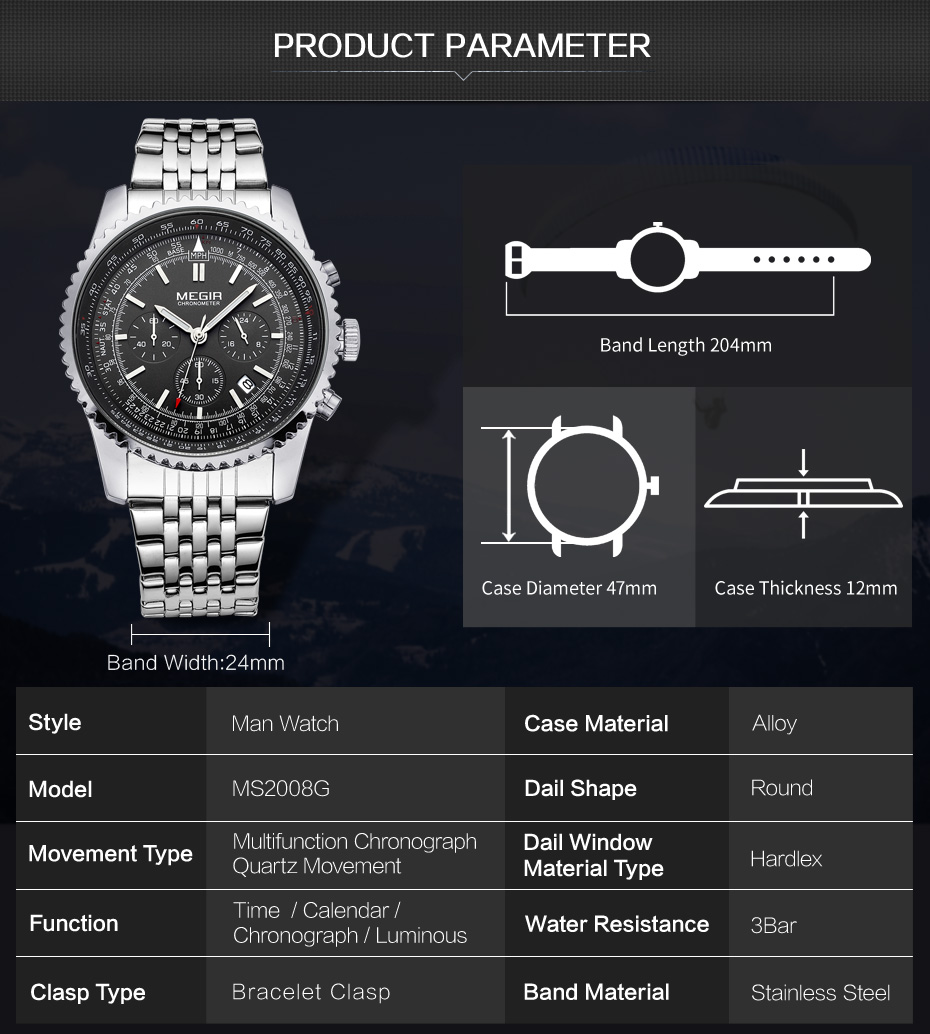 PRODUCT PARAMETER
MEGIR
CHRONOMETER
MPH
BASE
Band Length 204mm
Case Diameter 47mm
Case Thickness 12mm
Band Width:24mm
Style Man Watch Case Material Alloy
Model MS2008G Dail Shape Round
Movement Type Multifunction Chronograph
Quartz Movement
Dail Window
Material Type Hardlex
Function Time / Calendar /
Chronograph / Luminous
Water Resistance 3Bar
Clasp Type Bracelet Clasp Band Material Stainless Steel